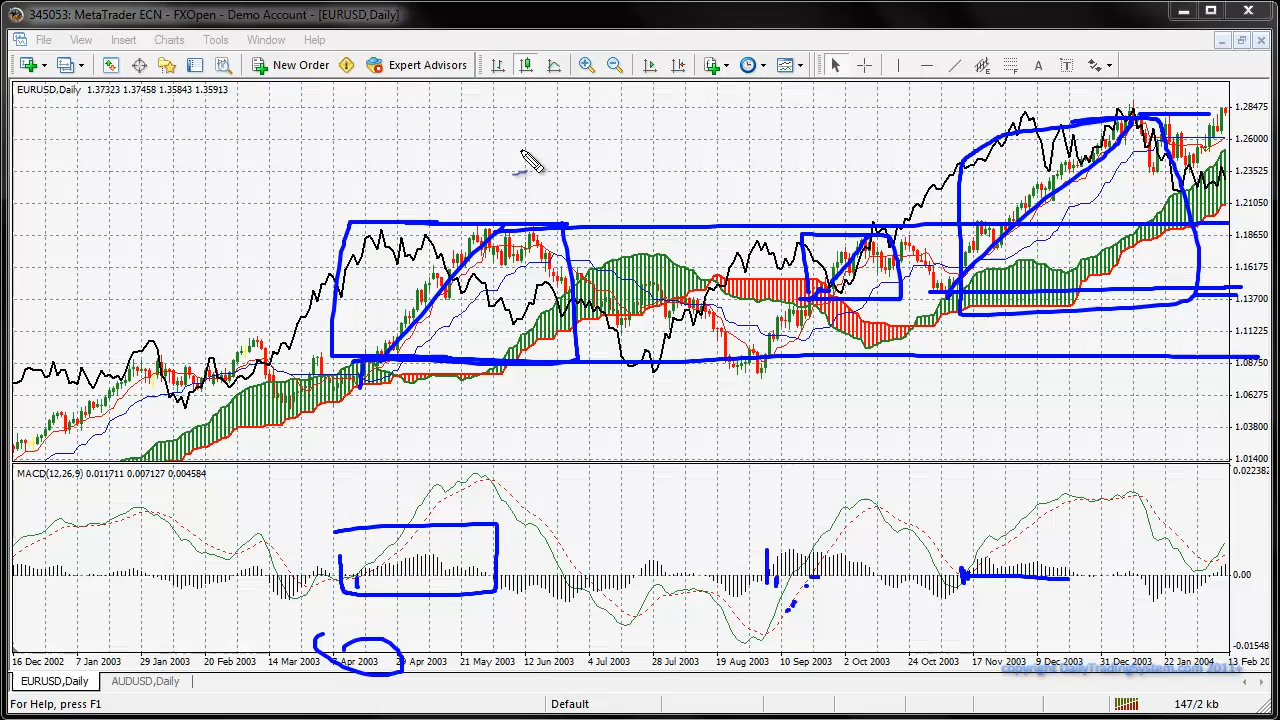 345053: MetaTrader ECN - FXOpen - Demo Account - [EURUSD,Daily]
File View Insert Charts Tools Window Help
New Order Expert Advisors A T
EURUSD,Daily 1.37323 1.37458 1.35843 1.35913
1.28475
1.26000
1.23525
1.21050
1.18650
1.16175
1.13700
1.11225
1.08750
1.06275
1.03800
1.01400
MACD(12,26,9) 0.011711 0.007127 0.004584
0.022382
0.00
-0.01548
16 Dec 2002 7 Jan 2003 29 Jan 2003 20 Feb 2003 14 Mar 2003 7 Apr 2003 29 Apr 2003 21 May 2003 12 Jun 2003 4 Jul 2003 28 Jul 2003 19 Aug 2003 10 Sep 2003 2 Oct 2003 24 Oct 2003 17 Nov 2003 9 Dec 2003 31 Dec 2003 22 Jan 2004 13 Feb 20
copyright DailyTradingSystem.com 2011+
EURUSD,Daily AUDUSD,Daily
For Help, press F1 Default 147/2 kb